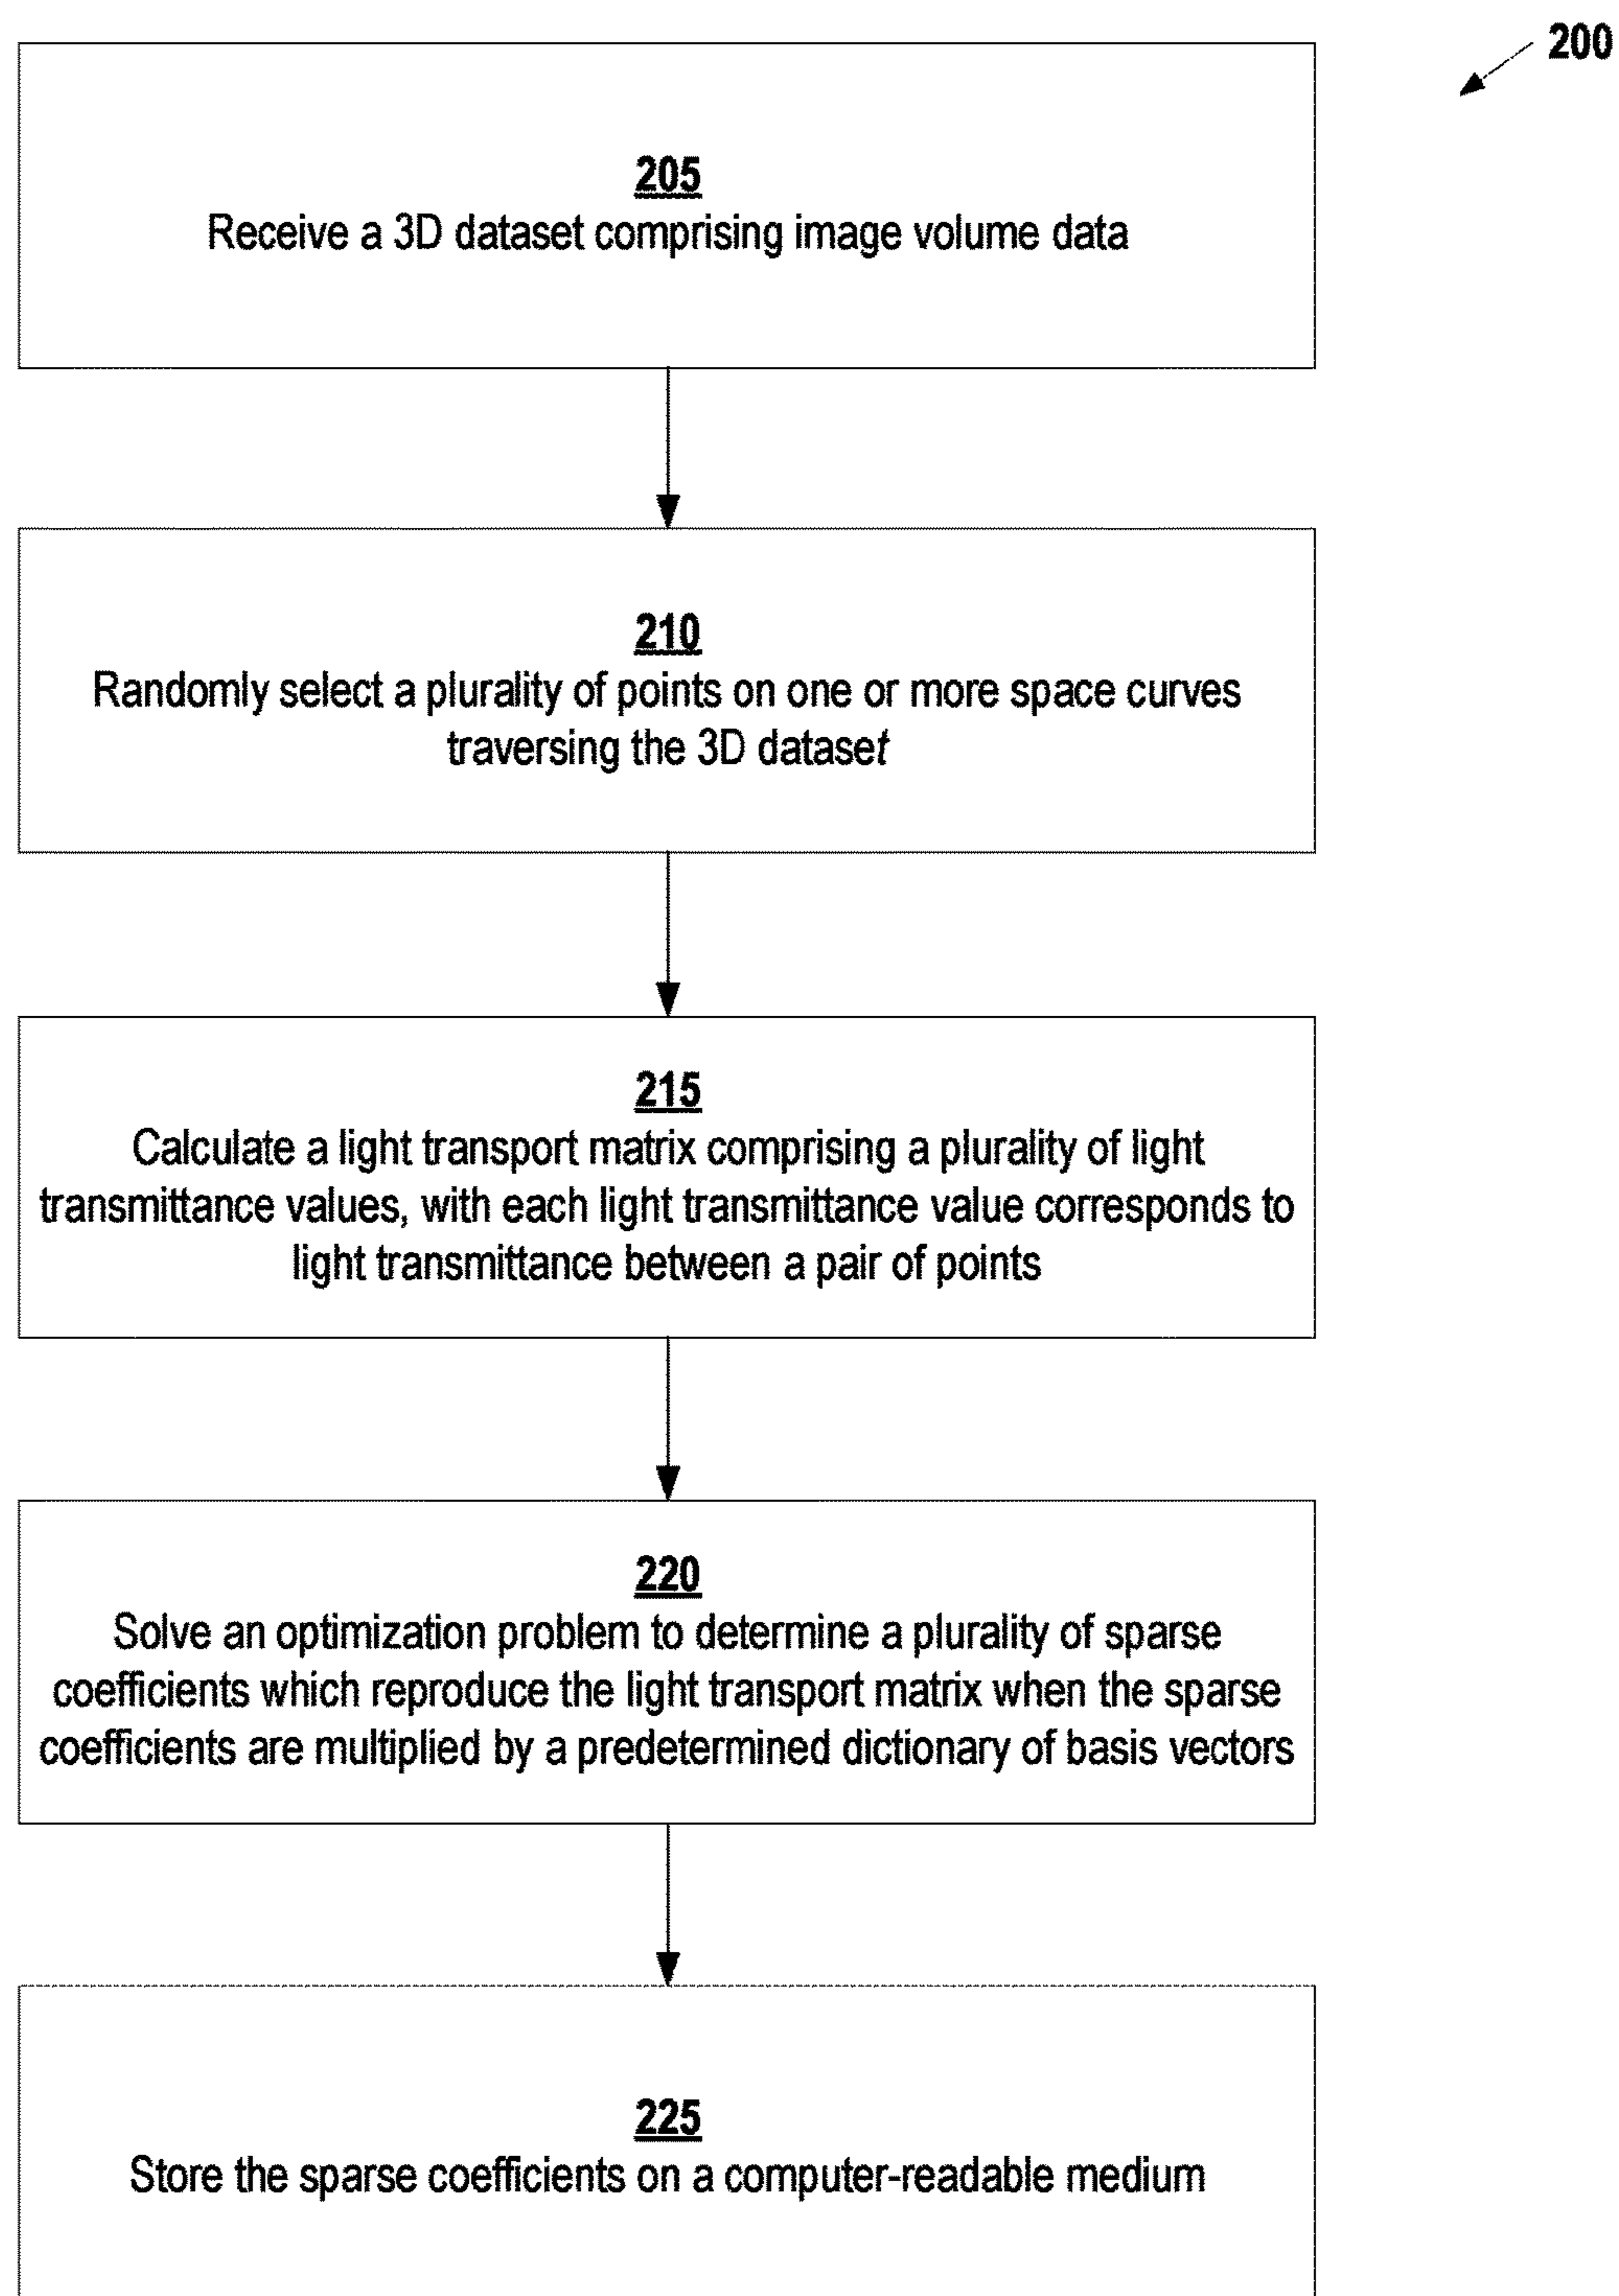 200
205
Receive a 3D dataset comprising image volume data
210
Randomly select a plurality of points on one or more space curves
traversing the 3D dataset
215
Calculate a light transport matrix comprising a plurality of light
transmittance values, with each light transmittance value corresponds to
light transmittance between a pair of points
220
Solve an optimization problem to determine a plurality of sparse
coefficients which reproduce the light transport matrix when the sparse
coefficients are multiplied by a predetermined dictionary of basis vectors
225
Store the sparse coefficients on a computer-readable medium